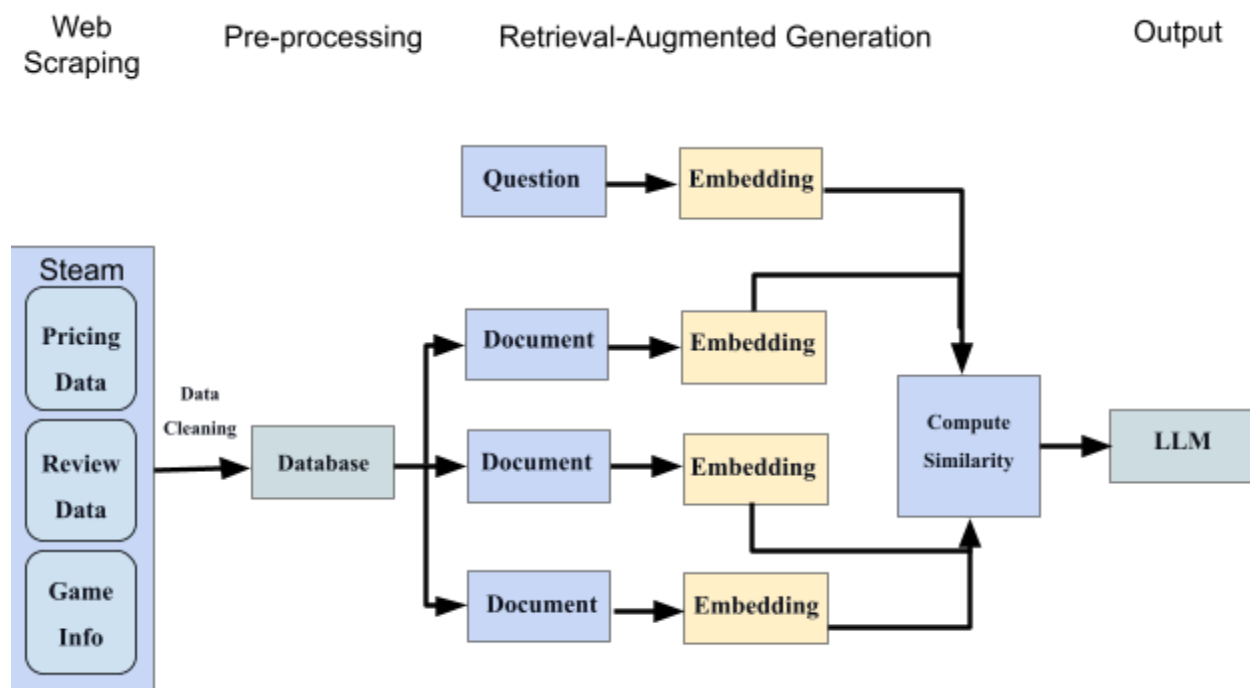 Web
Scraping
Pre-processing
Retrieval-Augmented Generation
Output
Question
Embedding
Steam
Pricing
Data
Review
Data
Game
Info
Data
Cleaning
Database
Document
Embedding
Document
Embedding
Document
Embedding
Compute
Similarity
LLM